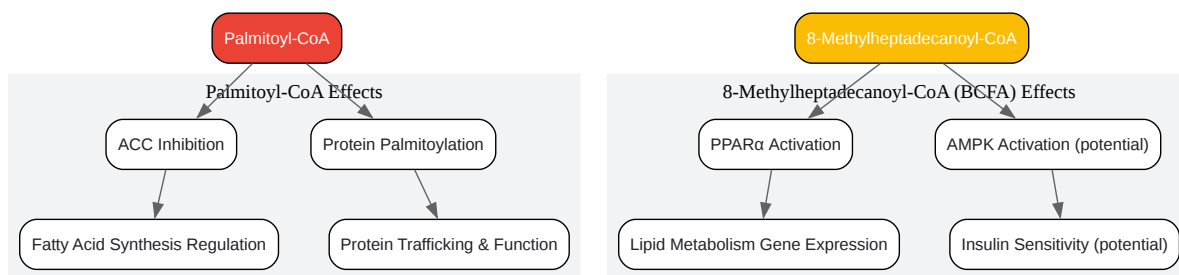 Palmitoyl-CoA
8-Methylheptadecanoyl-CoA
Palmitoyl-CoA Effects
8-Methylheptadecanoyl-CoA (BCFA) Effects
ACC Inhibition
Protein Palmitoylation
PPARα Activation
AMPK Activation (potential)
Fatty Acid Synthesis Regulation
Protein Trafficking & Function
Lipid Metabolism Gene Expression
Insulin Sensitivity (potential)